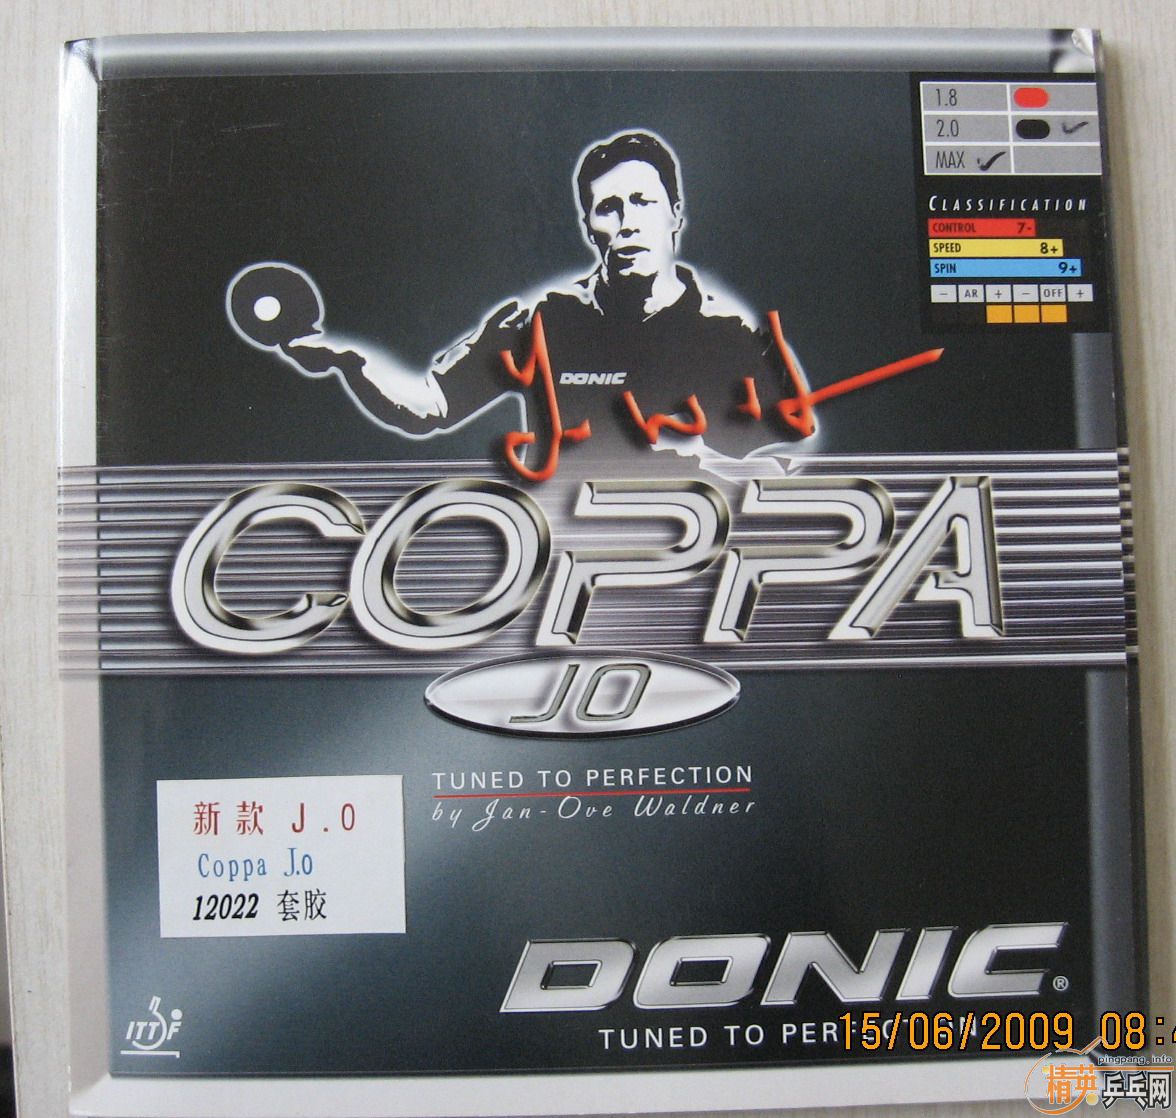 1.8
2.0
MAX
CLASSIFICATION
CONTROL 7-
SPEED 8+
SPIN 9+
- AR + - OFF +
DONIC
COPPA
JO
TUNED TO PERFECTION
by Jan-Ove Waldner
新款 J.O
Coppa J.o
12022 套胶
DONIC®
TUNED TO PERFECTION
ITTF
15/06/2009 08:4
pingpang.info
精英乒乓网